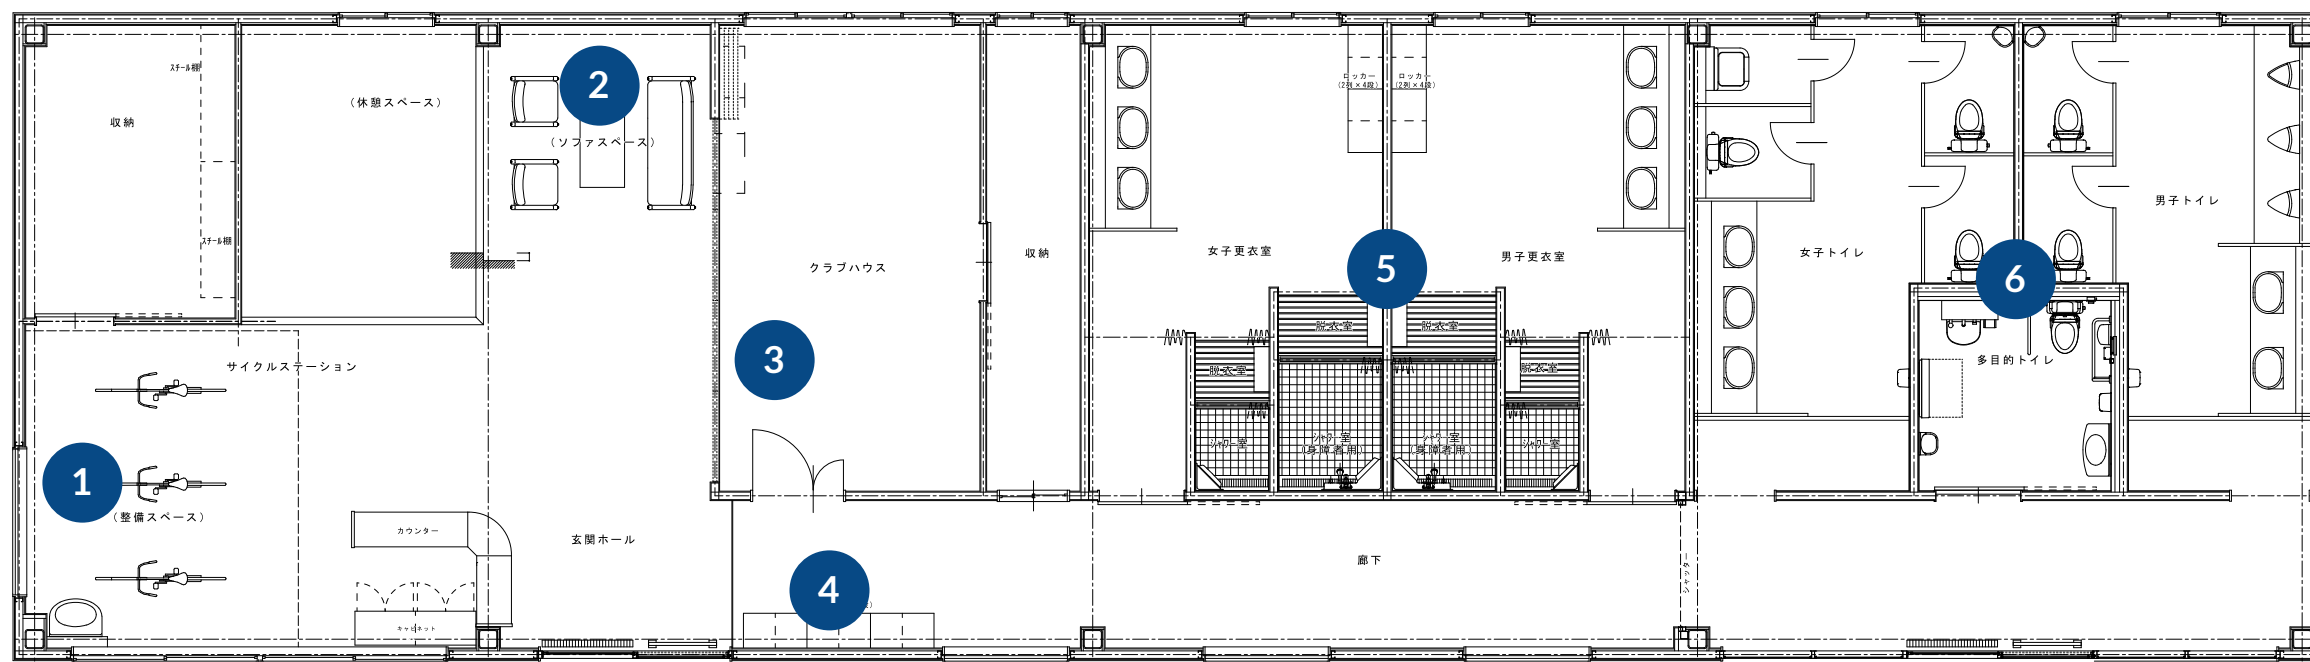 スチール棚
収納
スチール棚
(休憩スペース)
2
(ソファスペース)
サイクルステーション
1
(整備スペース)
カウンター
キャビネット
玄関ホール
クラブハウス
3
4
収納
ロッカー
(2列×4段)
ロッカー
(2列×4段)
女子更衣室
5
男子更衣室
脱衣室
脱衣室
脱衣室
脱衣室
シャワー室
シャワー室
(身障者用)
シャワー室
(身障者用)
シャワー室
廊下
シャッター
女子トイレ
男子トイレ
6
多目的トイレ